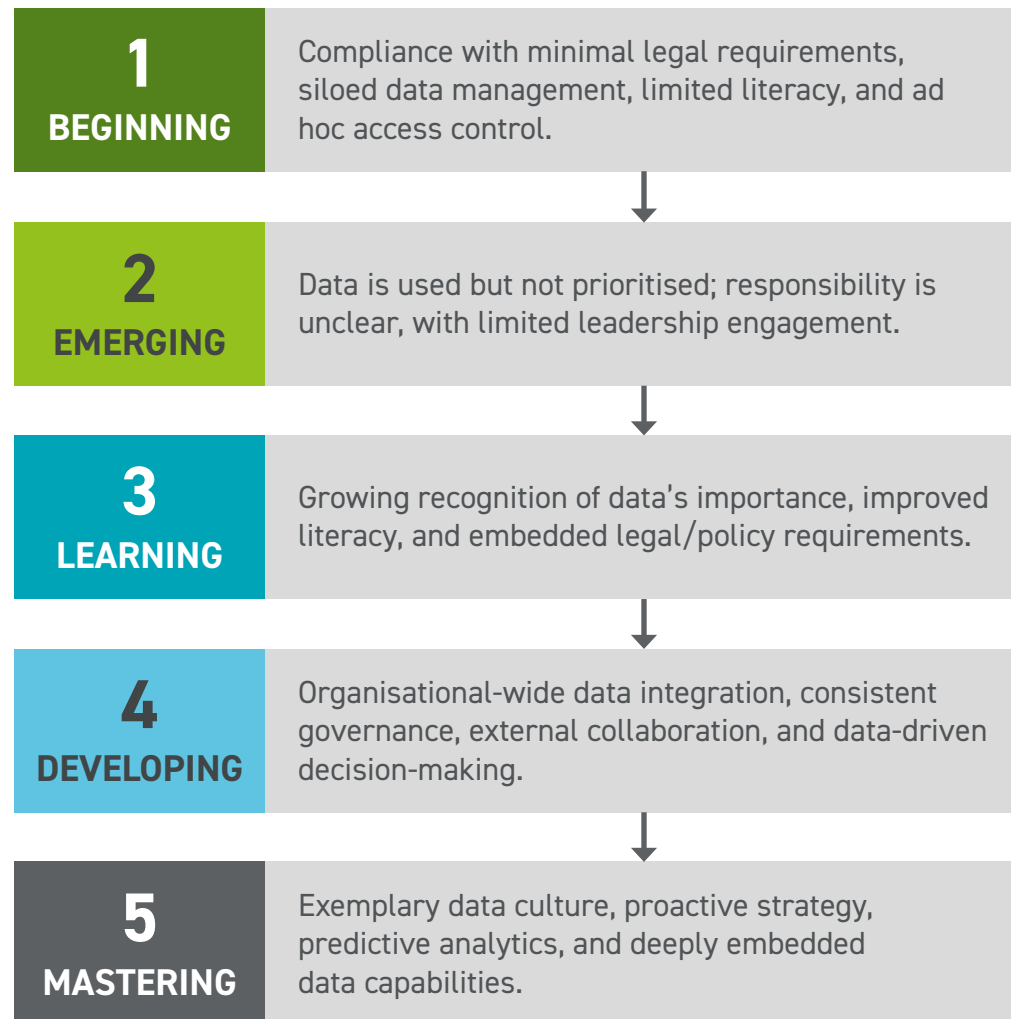 1
BEGINNING
Compliance with minimal legal requirements,
siloed data management, limited literacy, and ad
hoc access control.
2
EMERGING
Data is used but not prioritised; responsibility is
unclear, with limited leadership engagement.
3
LEARNING
Growing recognition of data’s importance, improved
literacy, and embedded legal/policy requirements.
4
DEVELOPING
Organisational-wide data integration, consistent
governance, external collaboration, and data-driven
decision-making.
5
MASTERING
Exemplary data culture, proactive strategy,
predictive analytics, and deeply embedded
data capabilities.